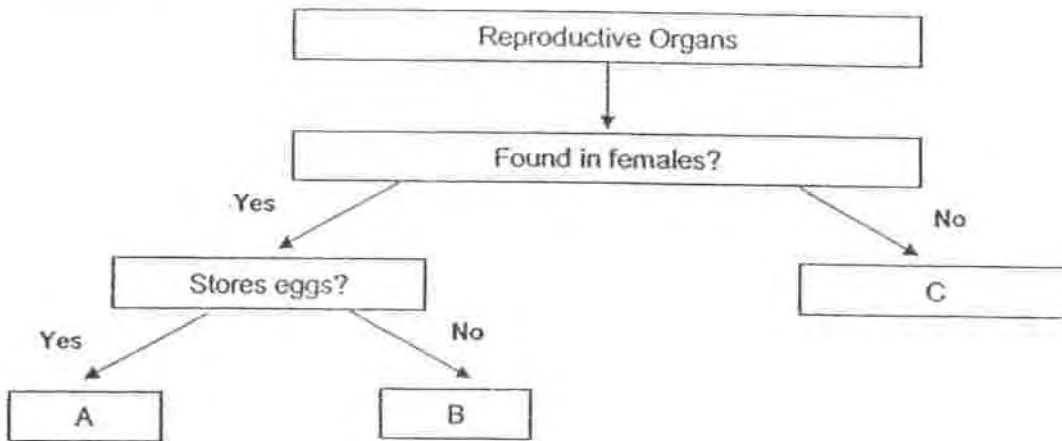 Reproductive Organs
Found in females?
Yes
No
Stores eggs?
C
Yes
No
A
B